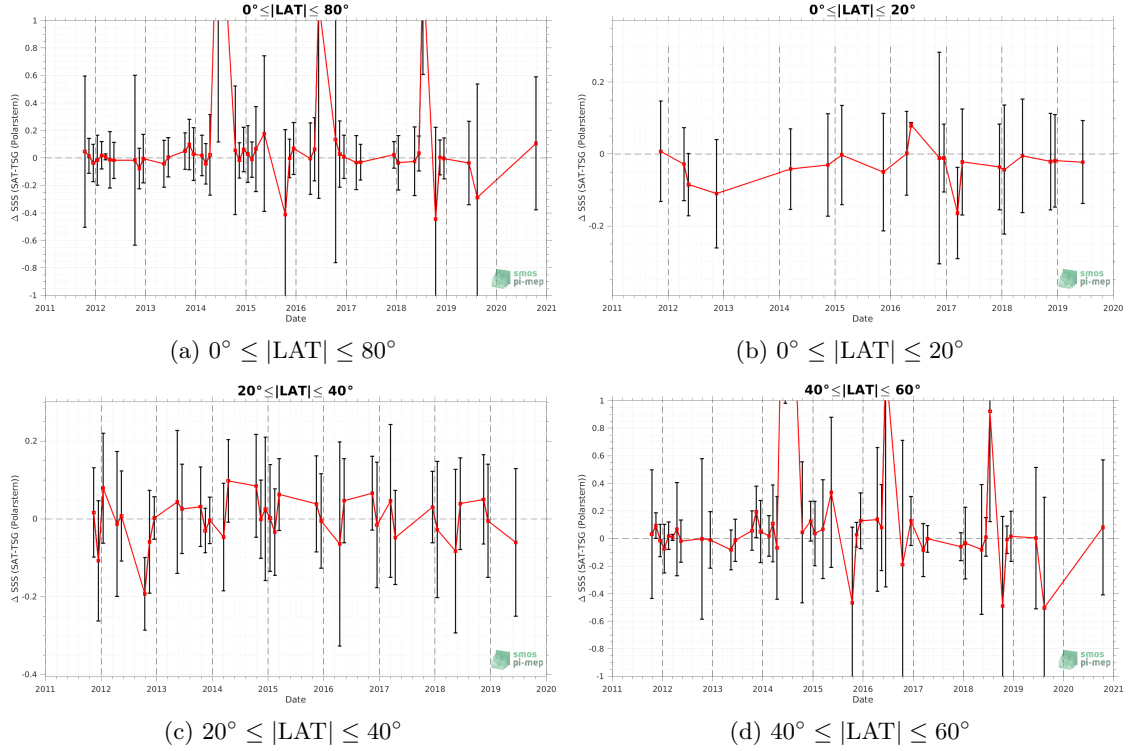 0°≤|LAT|≤ 80°
Δ SSS (SAT-TSG (Polarstern))
1
0.8
0.6
0.4
0.2
0
-0.2
-0.4
-0.6
-0.8
-1
2011 2012 2013 2014 2015 2016 2017 2018 2019 2020 2021
Date
smos
pi-mep
(a) 0° ≤ |LAT| ≤ 80°
0°≤|LAT|≤ 20°
Δ SSS (SAT-TSG (Polarstern))
0.2
0
-0.2
2011 2012 2013 2014 2015 2016 2017 2018 2019 2020
Date
smos
pi-mep
(b) 0° ≤ |LAT| ≤ 20°
20°≤|LAT|≤ 40°
Δ SSS (SAT-TSG (Polarstern))
0.2
0
-0.2
-0.4
2011 2012 2013 2014 2015 2016 2017 2018 2019 2020
Date
smos
pi-mep
(c) 20° ≤ |LAT| ≤ 40°
40°≤|LAT|≤ 60°
Δ SSS (SAT-TSG (Polarstern))
1
0.8
0.6
0.4
0.2
0
-0.2
-0.4
-0.6
-0.8
-1
2011 2012 2013 2014 2015 2016 2017 2018 2019 2020 2021
Date
smos
pi-mep
(d) 40° ≤ |LAT| ≤ 60°